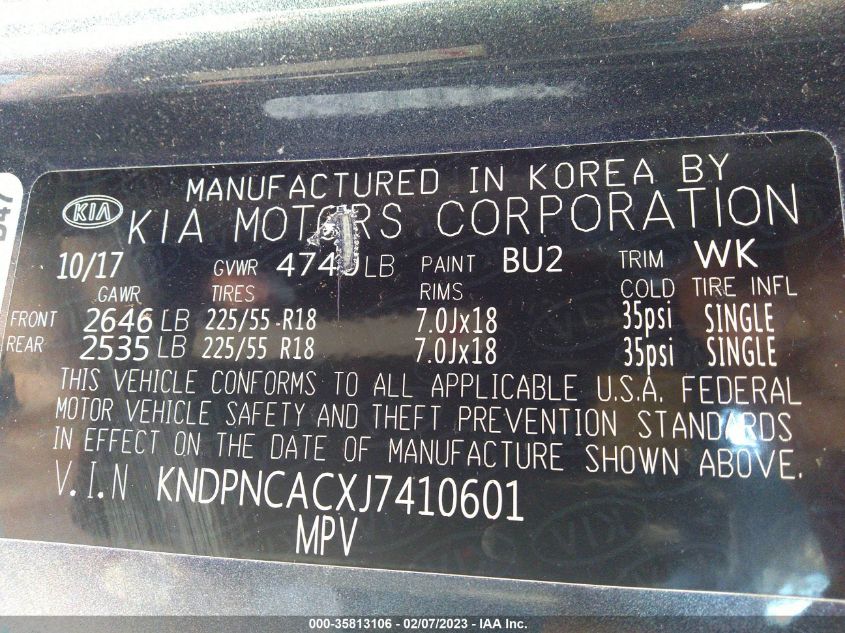 MANUFACTURED IN KOREA BY
KIA KIA MOTORS CORPORATION
10/17 GVWR LB PAINT BU2 TRIM WK
GAWR TIRES RIMS COLD TIRE INFL
FRONT 2646 LB 225/55 R18 7.0Jx18 35psi SINGLE
REAR 2535 LB 225/55 R18 7.0Jx18 35psi SINGLE
THIS VEHICLE CONFORMS TO ALL APPLICABLE U.S.A. FEDERAL
MOTOR VEHICLE SAFETY AND THEFT PREVENTION STANDARDS
IN EFFECT ON THE DATE OF MANUFACTURE SHOWN ABOVE.
V.I.N KNDPNCACXJ7410601
MPV
000-35813106 - 02/07/2023 - IAA Inc.